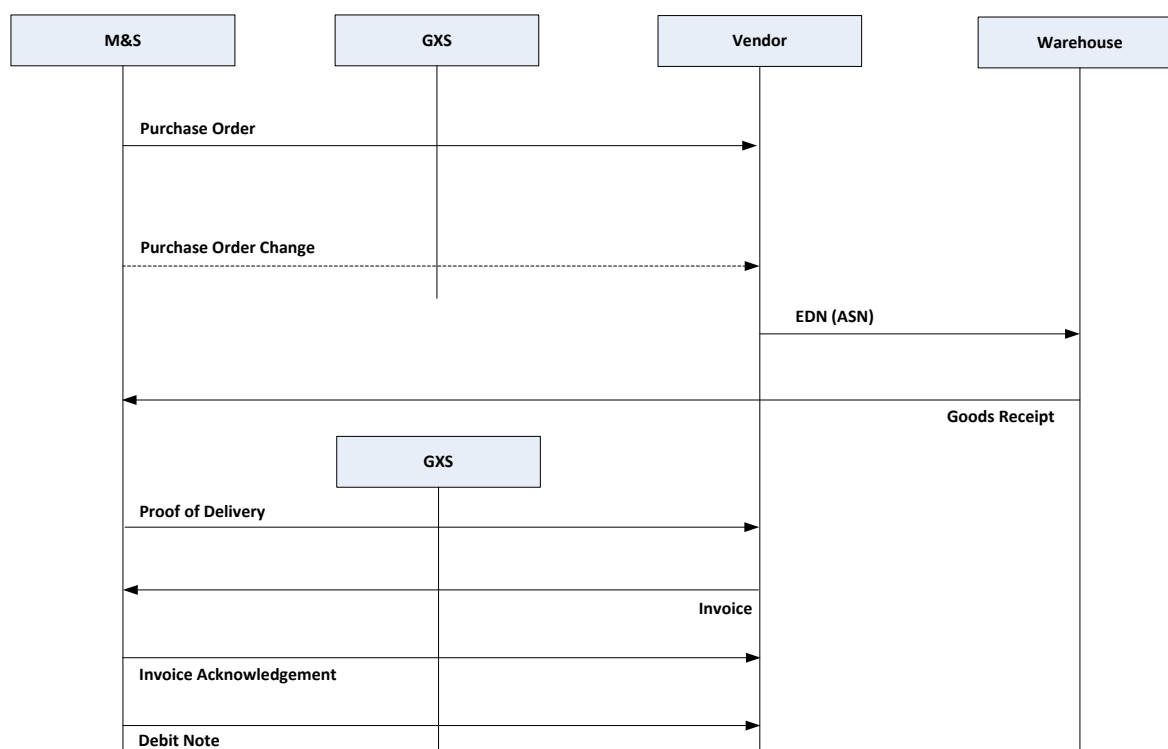 M&S
GXS
Vendor
Warehouse
Purchase Order
Purchase Order Change
EDN (ASN)
Goods Receipt
GXS
Proof of Delivery
Invoice
Invoice Acknowledgement
Debit Note